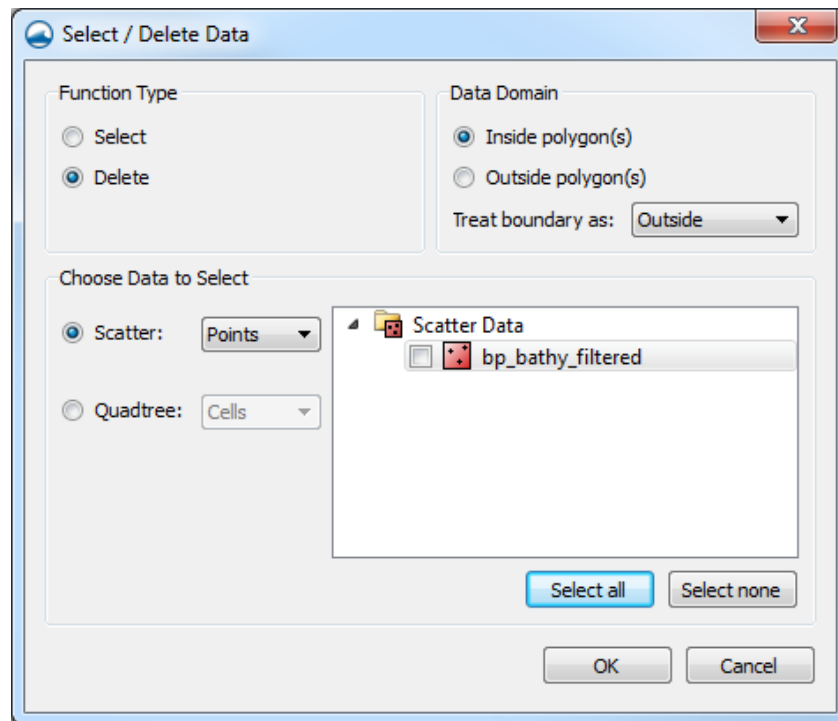 Select / Delete Data
Function Type
Select
Delete
Data Domain
Inside polygon(s)
Outside polygon(s)
Treat boundary as: Outside
Choose Data to Select
Scatter: Points
Quadtree: Cells
Scatter Data
bp_bathy_filtered
Select all Select none
OK Cancel